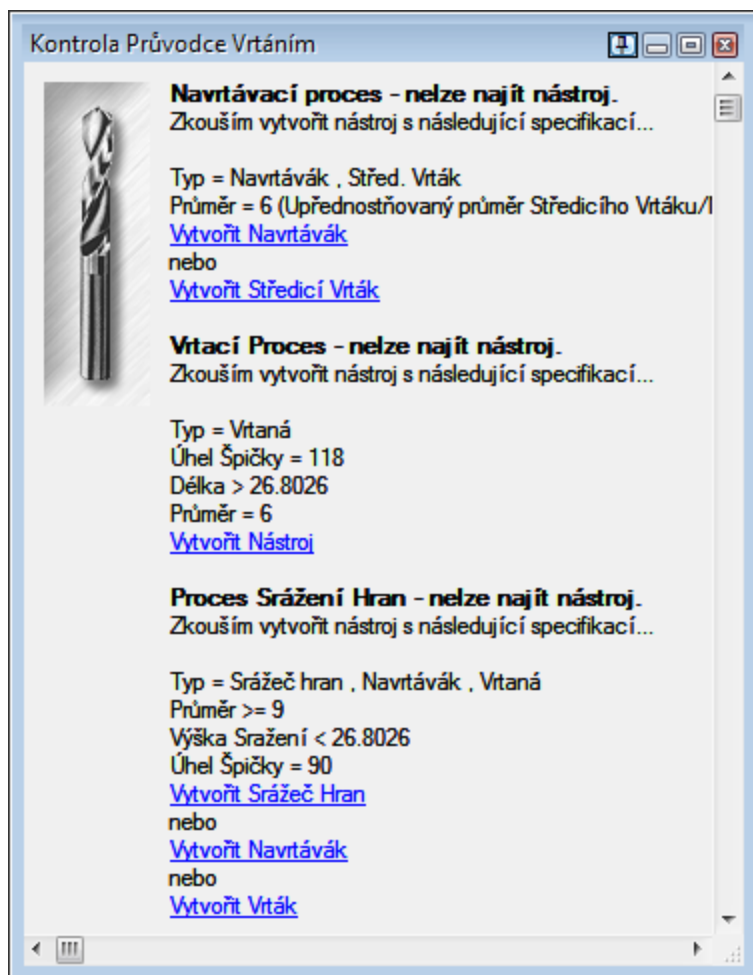 Kontrola Průvodce Vrtáním
Navrtávací proces - nelze najít nástroj.
Zkouším vytvořit nástroj s následující specifikací...
Typ = Navrtávák , Střed. Vrták
Průměr = 6 (Upřednostňovaný průměr Středicího Vrtáku/
Vytvořit Navrtávák
nebo
Vytvořit Středicí Vrták
Vrtací Proces - nelze najít nástroj.
Zkouším vytvořit nástroj s následující specifikací...
Typ = Vrtaná
Úhel Špičky = 118
Délka > 26.8026
Průměr = 6
Vytvořit Nástroj
Proces Srážení Hran - nelze najít nástroj.
Zkouším vytvořit nástroj s následující specifikací...
Typ = Srážeč hran , Navrtávák , Vrtaná
Průměr >= 9
Výška Sražení < 26.8026
Úhel Špičky = 90
Vytvořit Srážeč Hran
nebo
Vytvořit Navrtávák
nebo
Vytvořit Vrták